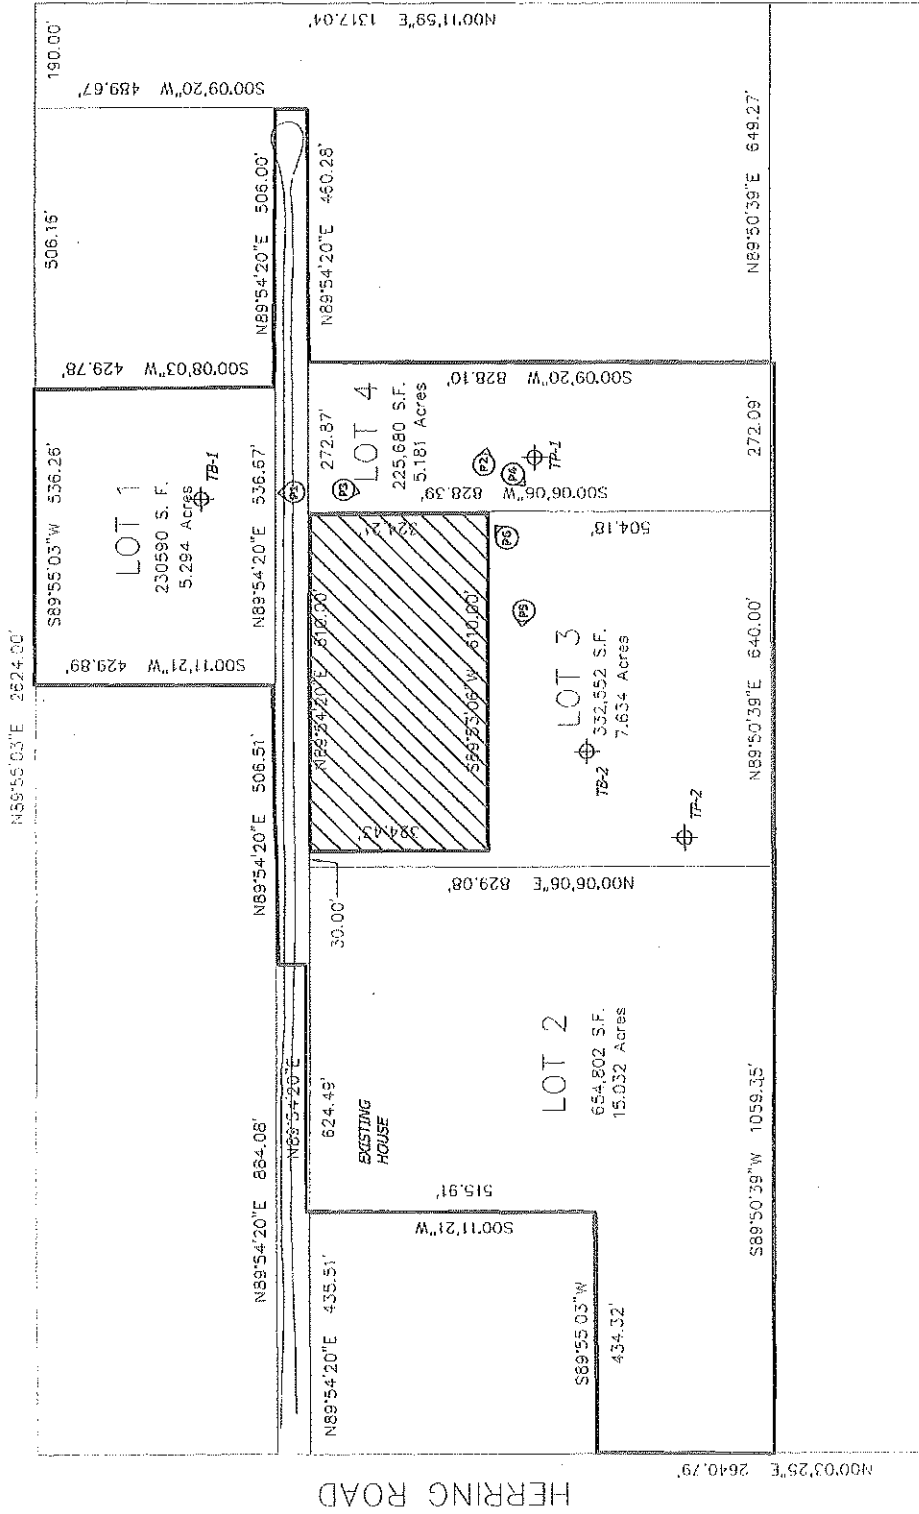 N89°55'03"E 2624.00'
190.00'
506.16'
S89°55'03"W 536.26'
S00°09'20"W 489.67'
N00°11'59"E 1317.04'
S00°08'03"W 429.78'
LOT 1
230590 S. F.
5.294 Acres
TB-1
S00°11'21"W 429.89'
N89°54'20"E 884.08'
N89°54'20"E 506.51'
N89°54'20"E 536.67'
N89°54'20"E 506.00'
P1
N89°54'20"E
624.49'
N89°54'20"E 435.51'
30.00'
N89°54'20"E 610.00'
272.87'
N89°54'20"E 460.28'
P3
LOT 4
225,680 S.F.
5.181 Acres
324.43'
324.21'
S89°53'06"W 610.00'
S00°06'06"W 828.39'
S00°09'20"W 828.10'
P2
P4
TP-1
P6
P5
EXISTING
HOUSE
515.91'
S00°11'21"W
N00°06'06"E 829.08'
LOT 3
332,552 S.F.
7.634 Acres
TB-2
TP-2
504.18'
LOT 2
654,802 S.F.
15.032 Acres
S89°55'03"W
434.32'
S89°50'39"W 1059.35'
N89°50'39"E 640.00'
272.09'
N89°50'39"E 649.27'
N00°03'25"E 2640.79'
HERRING ROAD